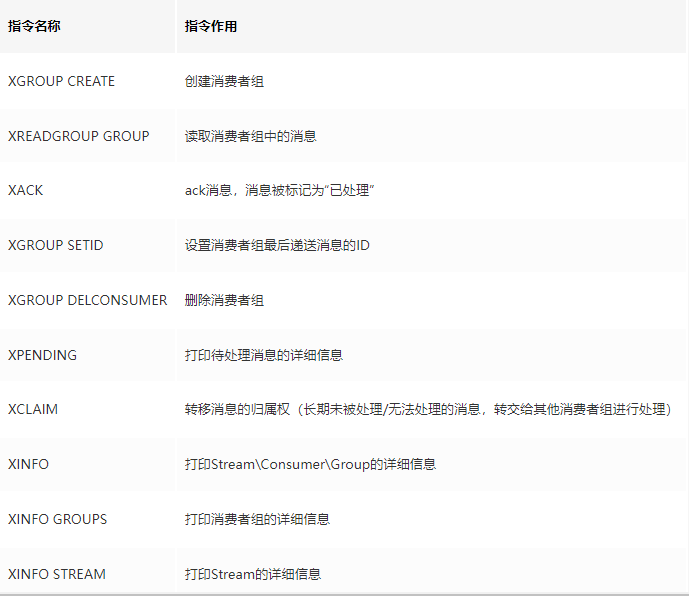 指令名称 指令作用
XGROUP CREATE 创建消费者组
XREADGROUP GROUP 读取消费者组中的消息
XACK ack消息，消息被标记为“已处理”
XGROUP SETID 设置消费者组最后递送消息的ID
XGROUP DELCONSUMER 删除消费者组
XPENDING 打印待处理消息的详细信息
XCLAIM 转移消息的归属权（长期未被处理/无法处理的消息，转交给其他消费者组进行处理）
XINFO 打印Stream\Consumer\Group的详细信息
XINFO GROUPS 打印消费者组的详细信息
XINFO STREAM 打印Stream的详细信息